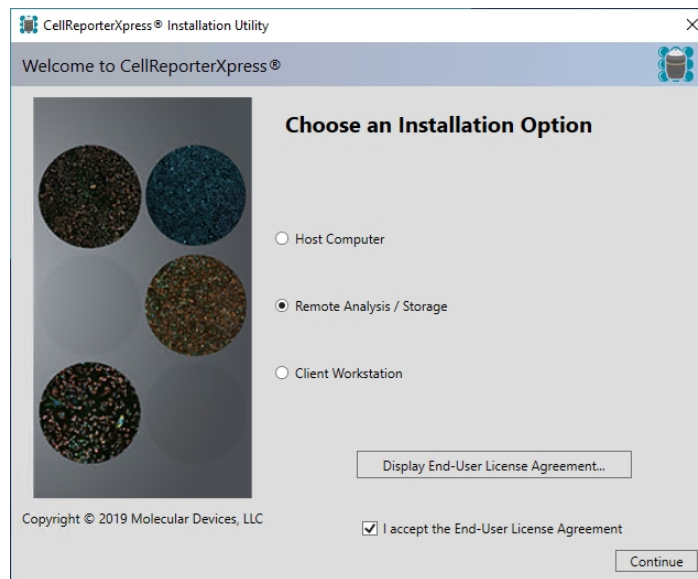 CellReporterXpress® Installation Utility
Welcome to CellReporterXpress®
Choose an Installation Option
Host Computer
Remote Analysis / Storage
Client Workstation
Display End-User License Agreement...
Copyright © 2019 Molecular Devices, LLC
I accept the End-User License Agreement
Continue